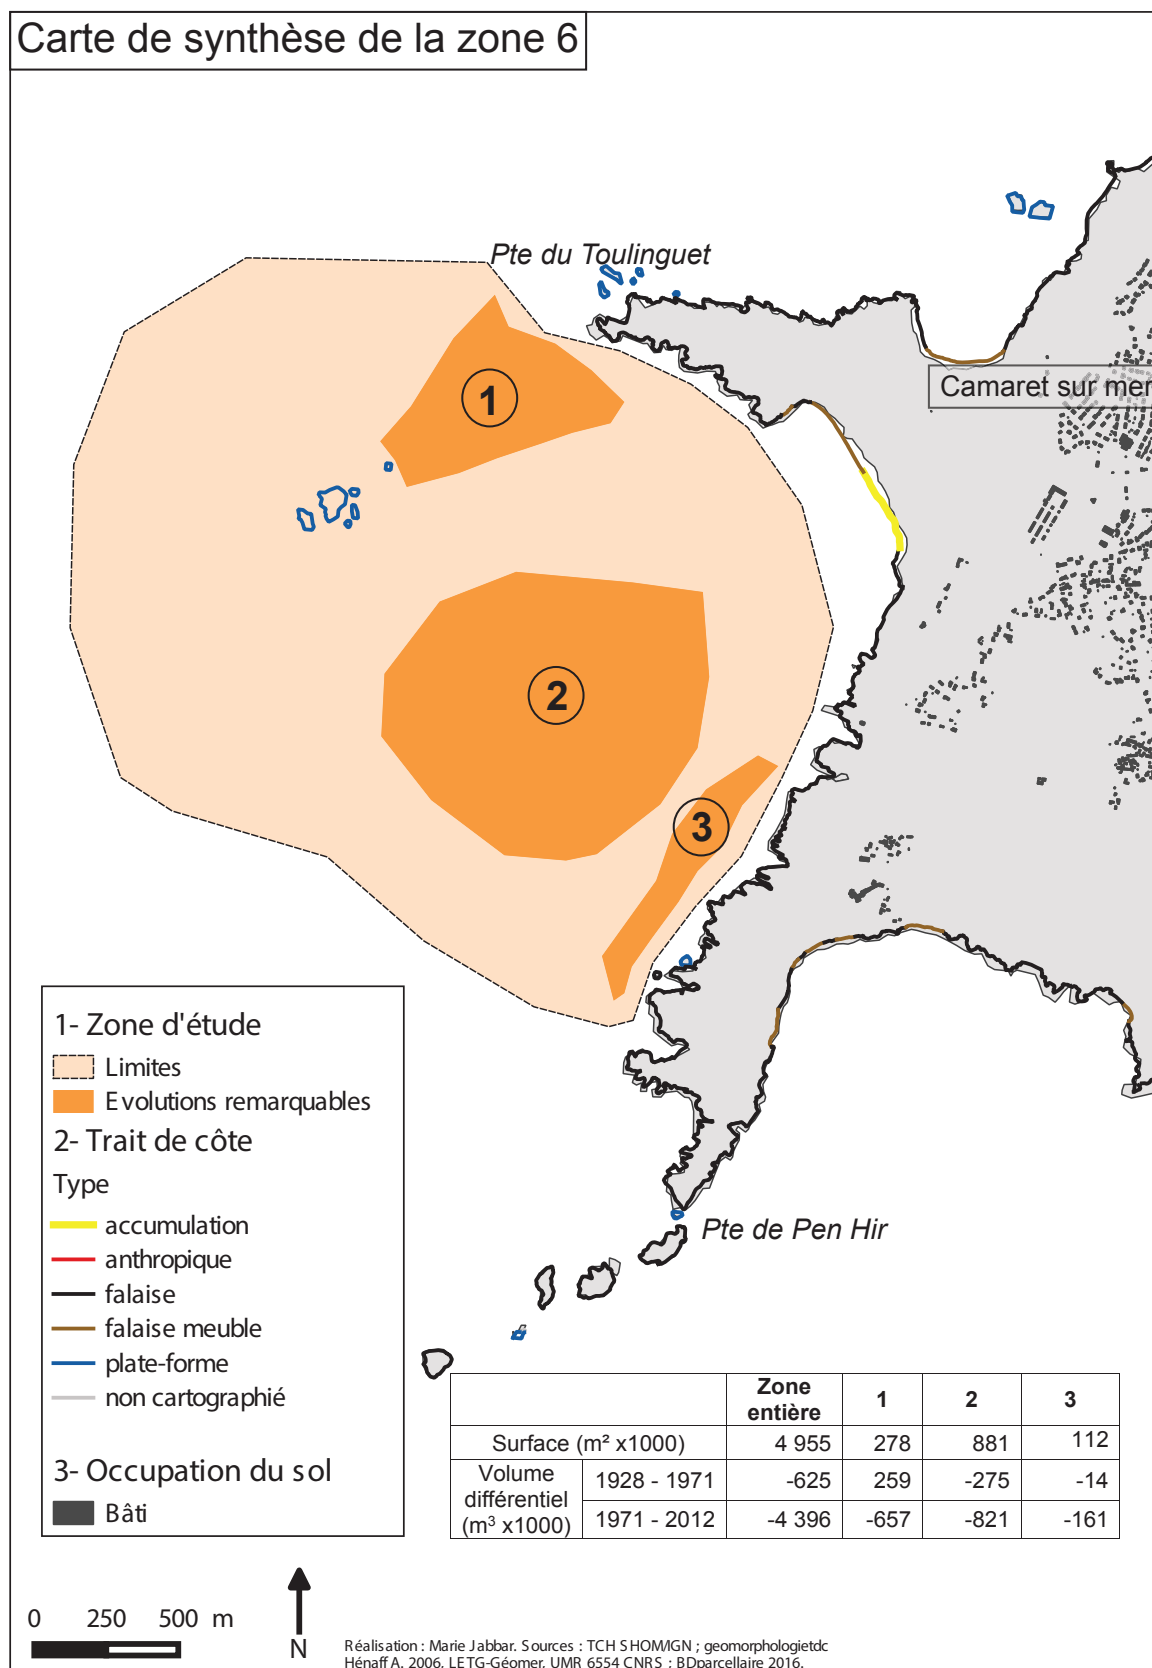 Carte de synthèse de la zone 6
Pte du Toulinguet
Camaret sur mer
1
2
3
Pte de Pen Hir
1- Zone d'étude
Limites
Evolutions remarquables
2- Trait de côte
Type
accumulation
anthropique
falaise
falaise meuble
plate-forme
non cartographié
3- Occupation du sol
Bâti
Zone entière 1 2 3
Surface (m² x1000) 4 955 278 881 112
Volume différentiel (m³ x1000) 1928 - 1971 -625 259 -275 -14
1971 - 2012 -4 396 -657 -821 -161
0 250 500 m
N
Réalisation : Marie Jabbar. Sources : TCH SHOM/IGN ; geomorphologietdc
Hénaff A. 2006. LETG-Géomer. UMR 6554 CNRS ; BDparcellaire 2016.